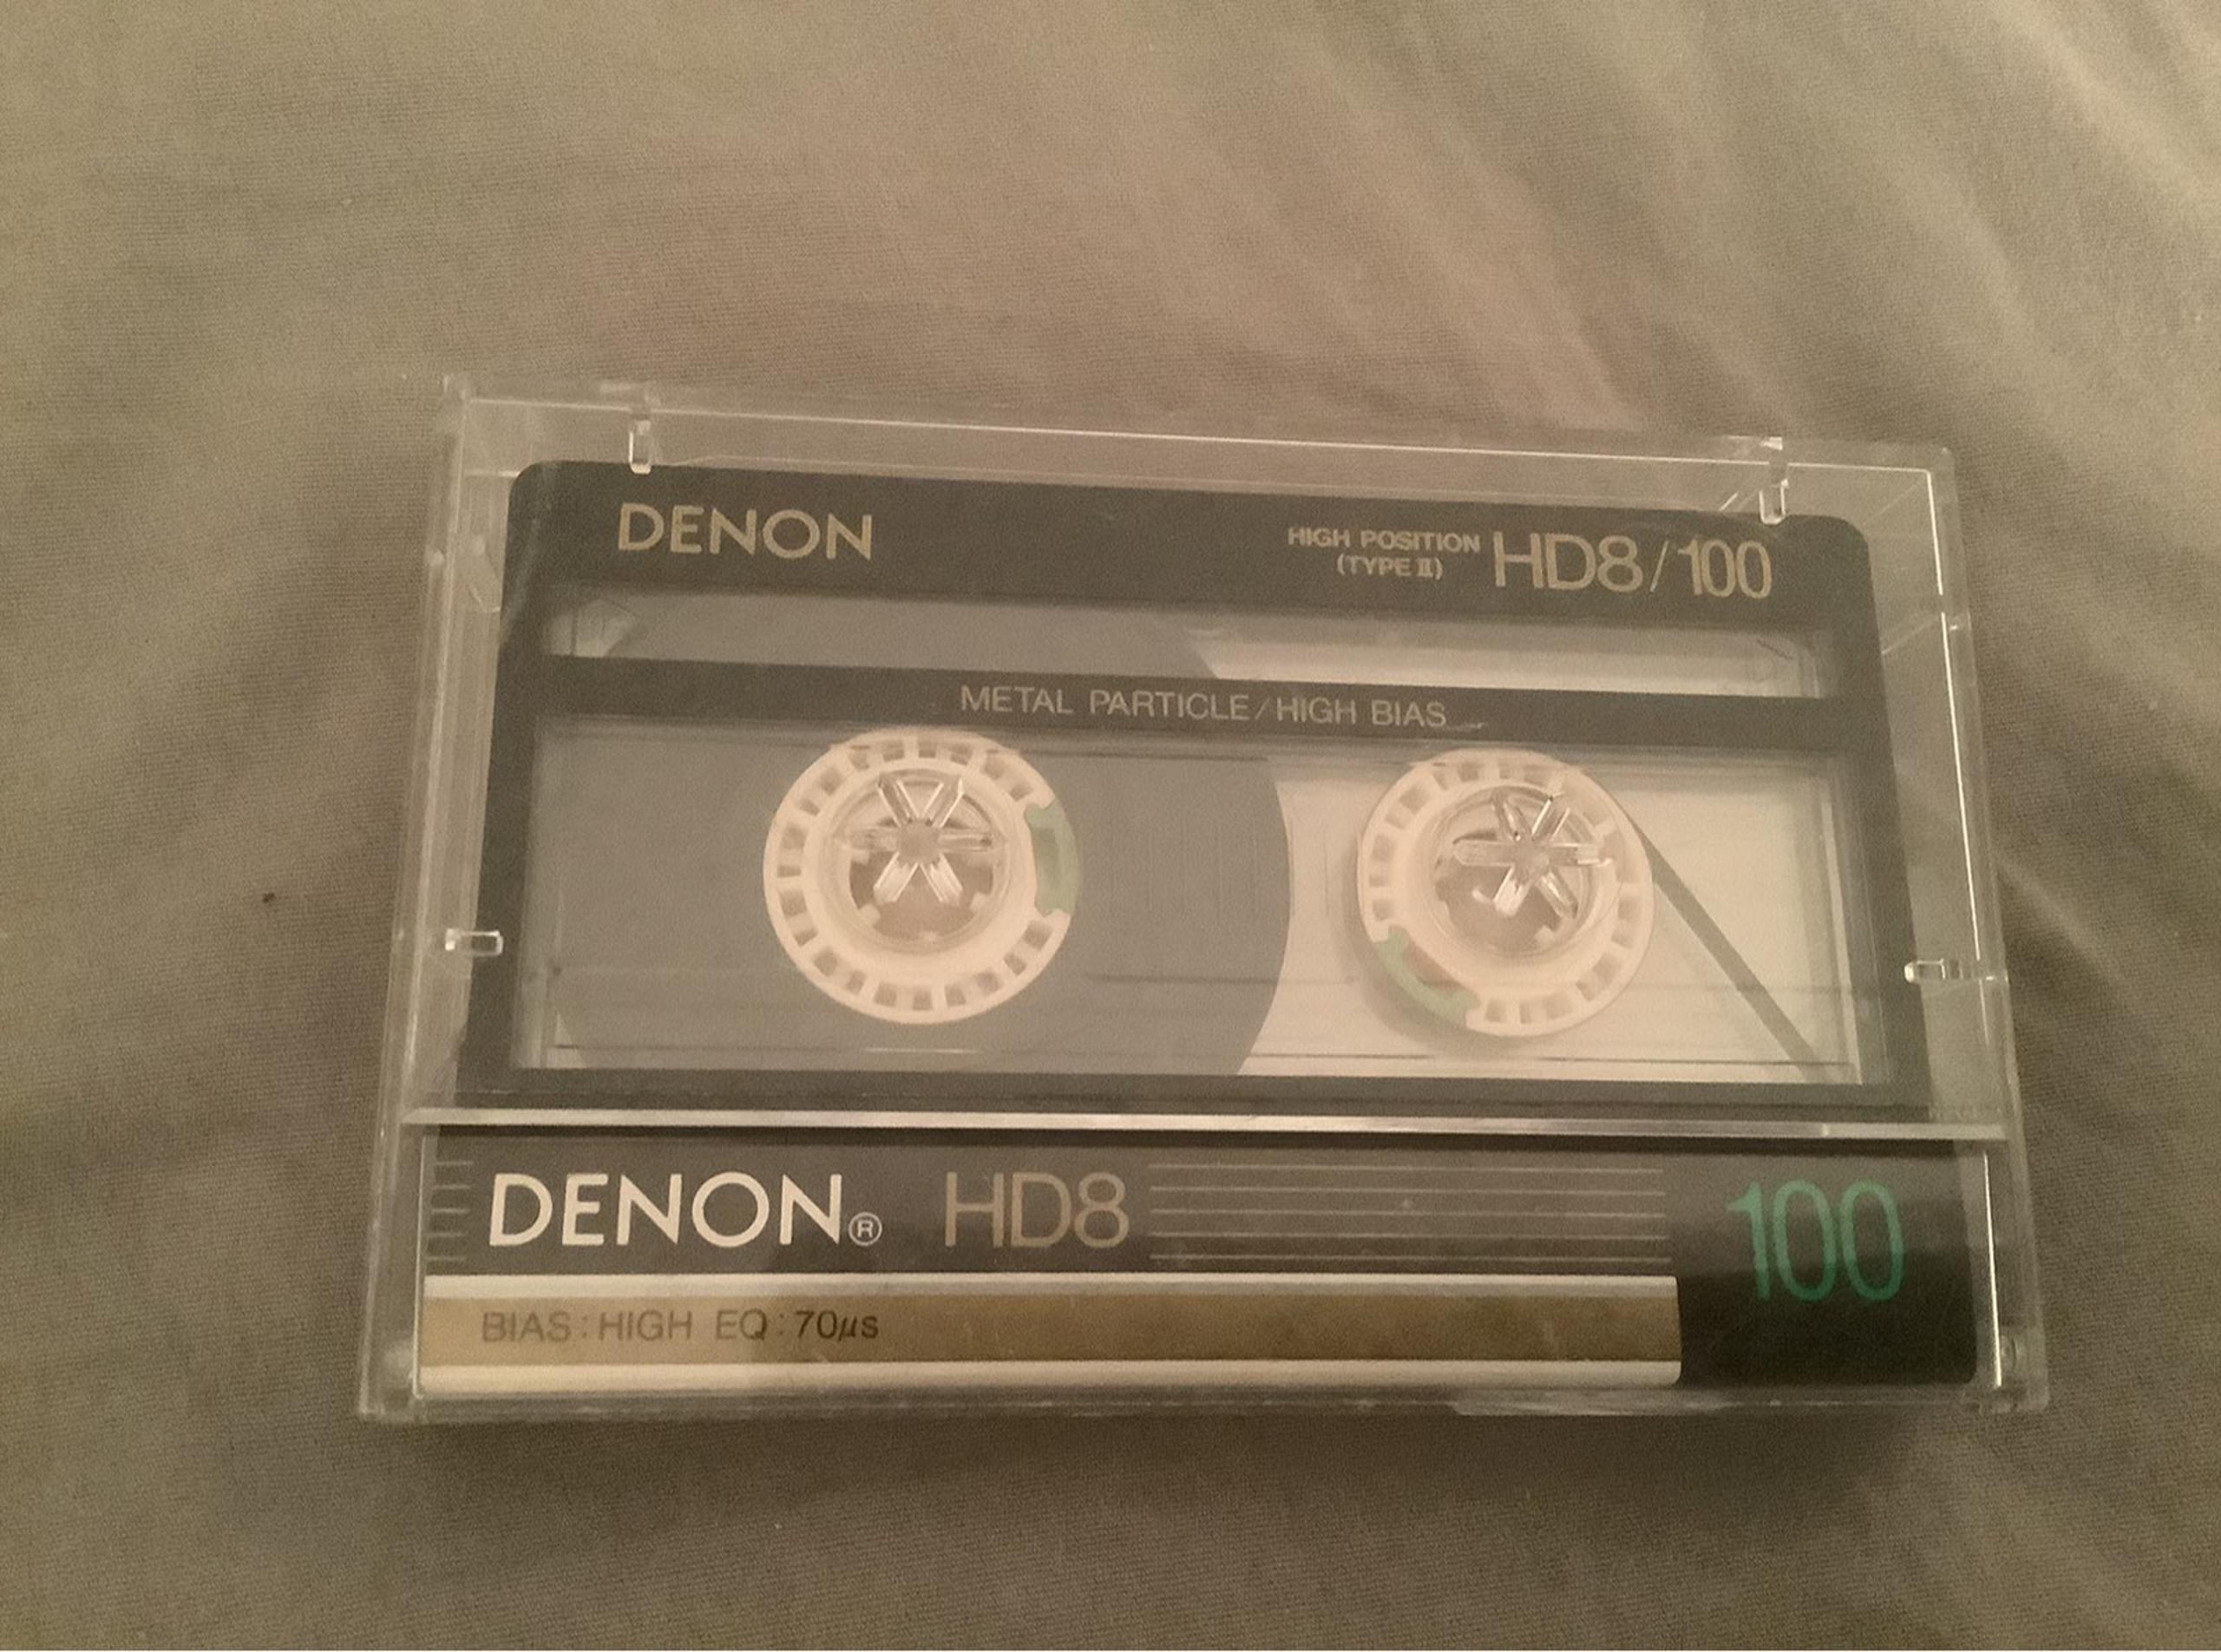 DENON
HIGH POSITION
(TYPE II)
HD8/100
METAL PARTICLE/HIGH BIAS
DENON® HD8
100
BIAS:HIGH EQ:70µs